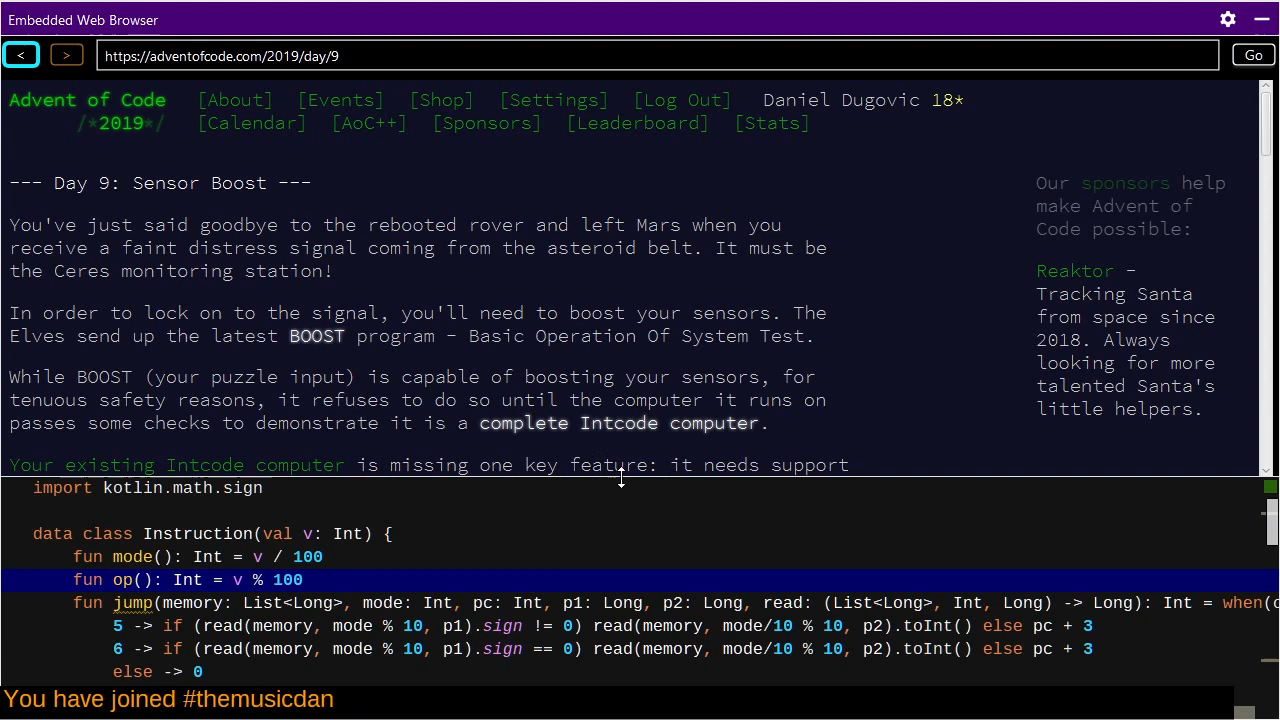 Embedded Web Browser
< > https://adventofcode.com/2019/day/9 Go
Advent of Code [About] [Events] [Shop] [Settings] [Log Out] Daniel Dugovic 18*
/*2019*/ [Calendar] [AoC++] [Sponsors] [Leaderboard] [Stats]
--- Day 9: Sensor Boost ---
You've just said goodbye to the rebooted rover and left Mars when you
receive a faint distress signal coming from the asteroid belt. It must be
the Ceres monitoring station!
In order to lock on to the signal, you'll need to boost your sensors. The
Elves send up the latest BOOST program - Basic Operation Of System Test.
While BOOST (your puzzle input) is capable of boosting your sensors, for
tenuous safety reasons, it refuses to do so until the computer it runs on
passes some checks to demonstrate it is a complete Intcode computer.
Your existing Intcode computer is missing one key feature: it needs support
Our sponsors help
make Advent of
Code possible:
Reaktor -
Tracking Santa
from space since
2018. Always
looking for more
talented Santa's
little helpers.
import kotlin.math.sign
data class Instruction(val v: Int) {
fun mode(): Int = v / 100
fun op(): Int = v % 100
fun jump(memory: List<Long>, mode: Int, pc: Int, p1: Long, p2: Long, read: (List<Long>, Int, Long) -> Long): Int = when(
5 -> if (read(memory, mode % 10, p1).sign != 0) read(memory, mode/10 % 10, p2).toInt() else pc + 3
6 -> if (read(memory, mode % 10, p1).sign == 0) read(memory, mode/10 % 10, p2).toInt() else pc + 3
else -> 0
You have joined #themusicdan